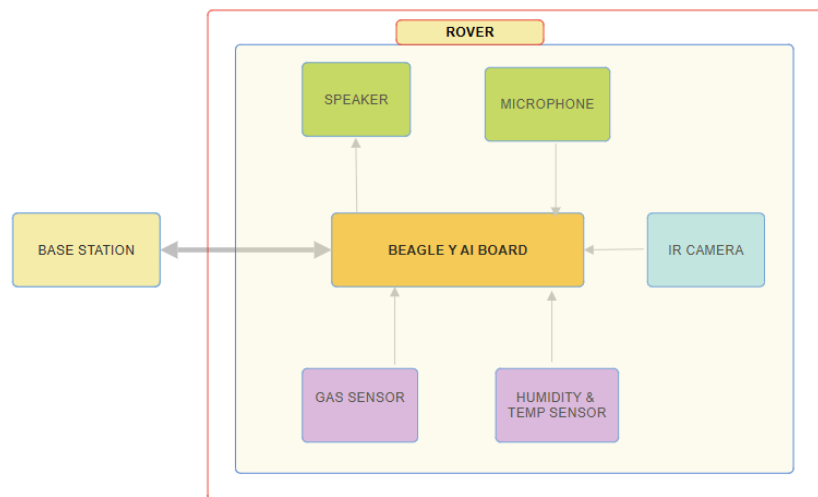 ROVER
SPEAKER
MICROPHONE
BASE STATION
BEAGLE Y AI BOARD
IR CAMERA
GAS SENSOR
HUMIDITY &
TEMP SENSOR